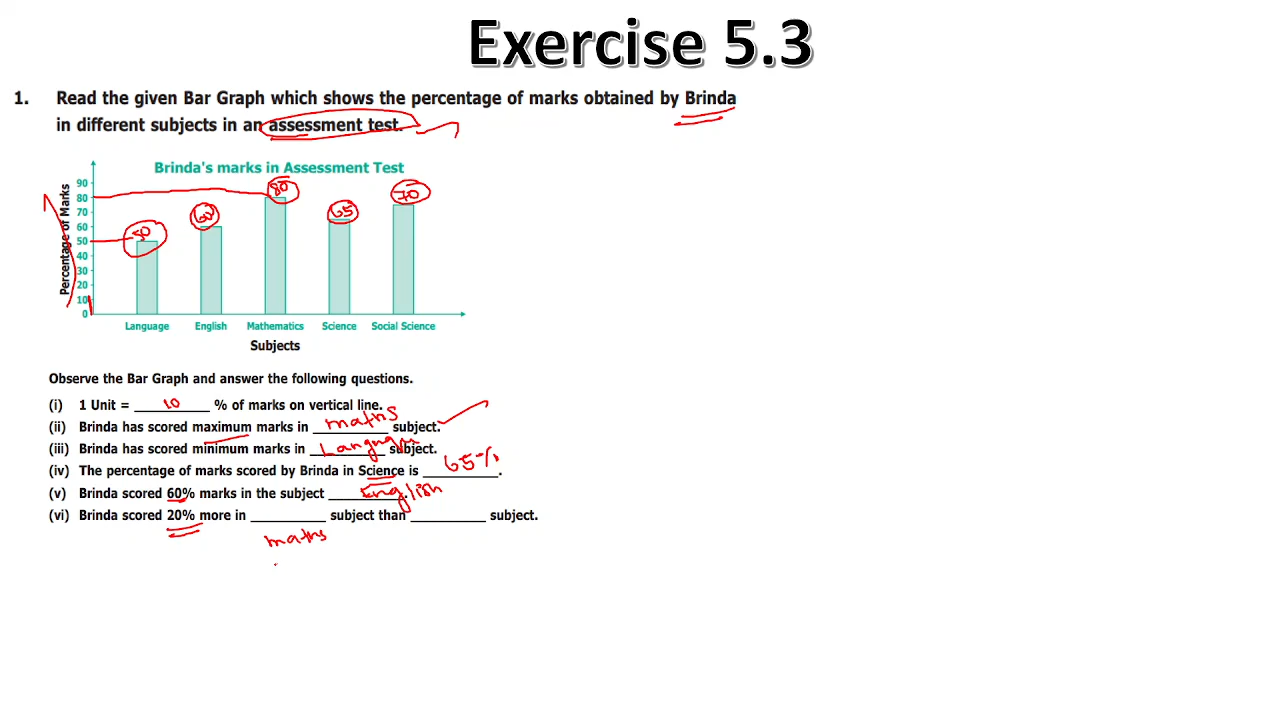 Exercise 5.3
1. Read the given Bar Graph which shows the percentage of marks obtained by Brinda
in different subjects in an assessment test.
Brinda's marks in Assessment Test
Percentage of Marks
90
80
70
60
50
40
30
20
10
0
50
60
80
65
70
Language English Mathematics Science Social Science
Subjects
Observe the Bar Graph and answer the following questions.
(i) 1 Unit = 10 % of marks on vertical line.
(ii) Brinda has scored maximum marks in maths subject.
(iii) Brinda has scored minimum marks in Language subject.
(iv) The percentage of marks scored by Brinda in Science is 65% .
(v) Brinda scored 60% marks in the subject English .
(vi) Brinda scored 20% more in ____________ subject than ____________ subject.
maths